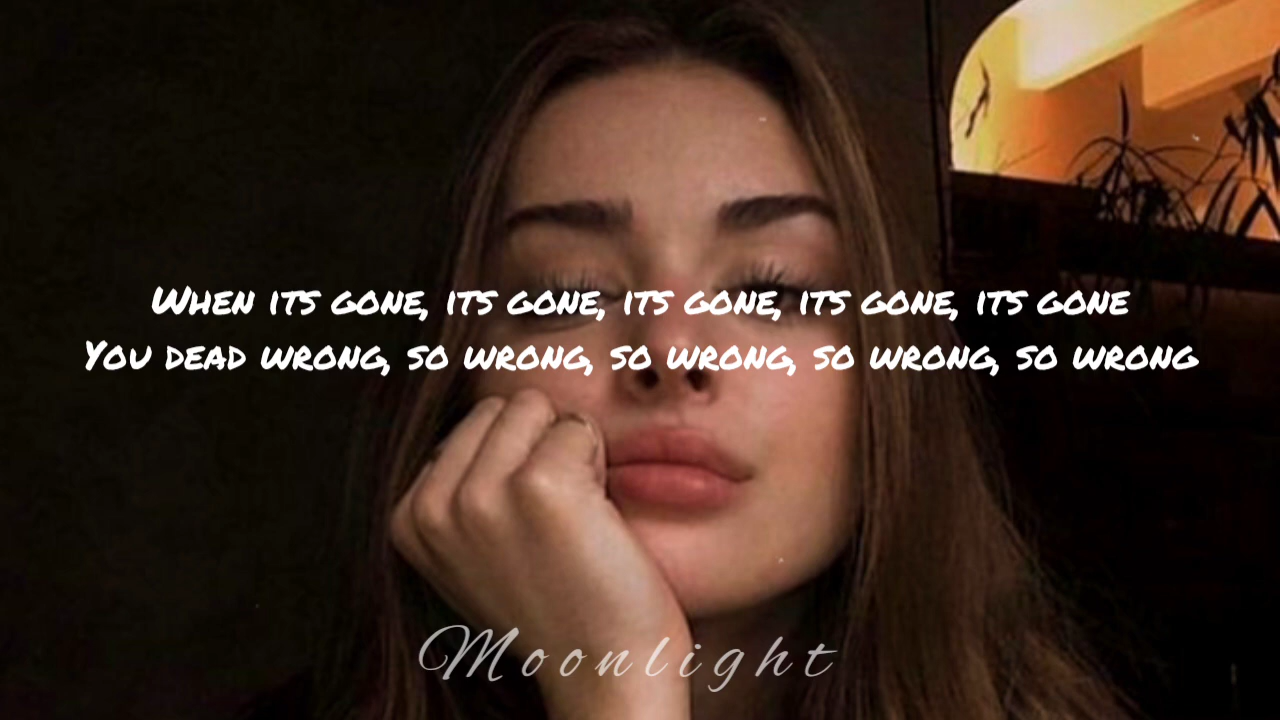 When its gone, its gone, its gone, its gone, its gone
You dead wrong, so wrong, so wrong, so wrong, so wrong
Moonlight